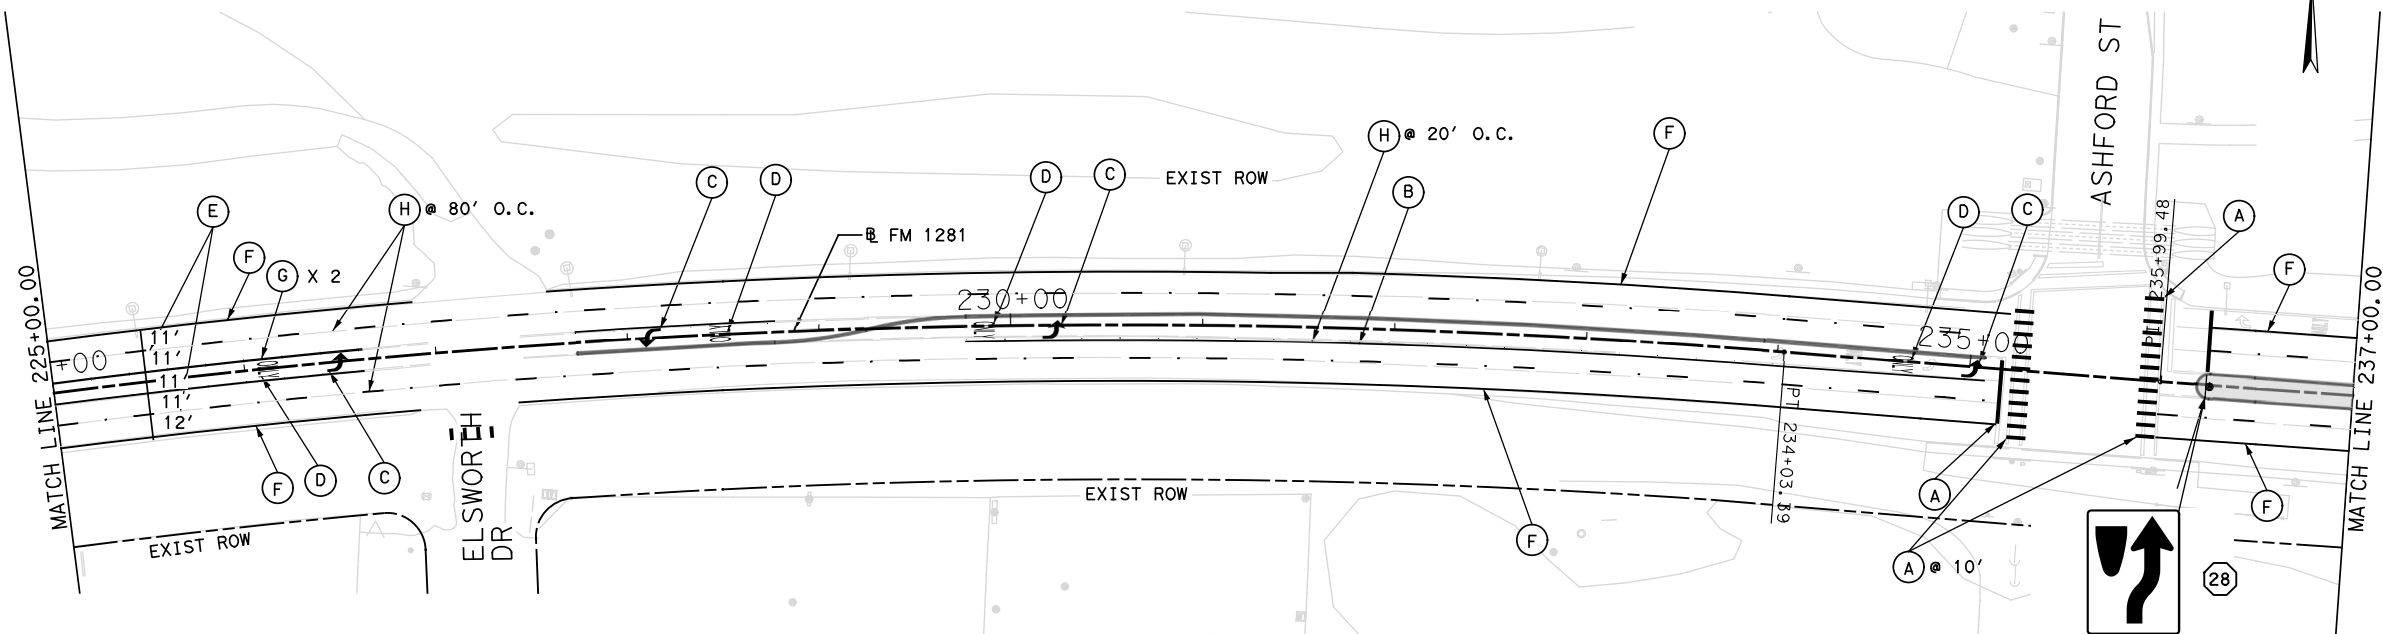 MATCH LINE 225+00.00
+00
E
F
G X 2
H @ 80' O.C.
11'
11'
11'
11'
12'
F
D
C
EXIST ROW
ELSWORTH
DR
C
D
℄ FM 1281
D
C
230+00
EXIST ROW
H @ 20' O.C.
B
F
EXIST ROW
F
PT 234+03.39
D
C
235+00
ASHFORD ST
235+99.48
PI
A
F
A
A @ 10'
28
F
MATCH LINE 237+00.00